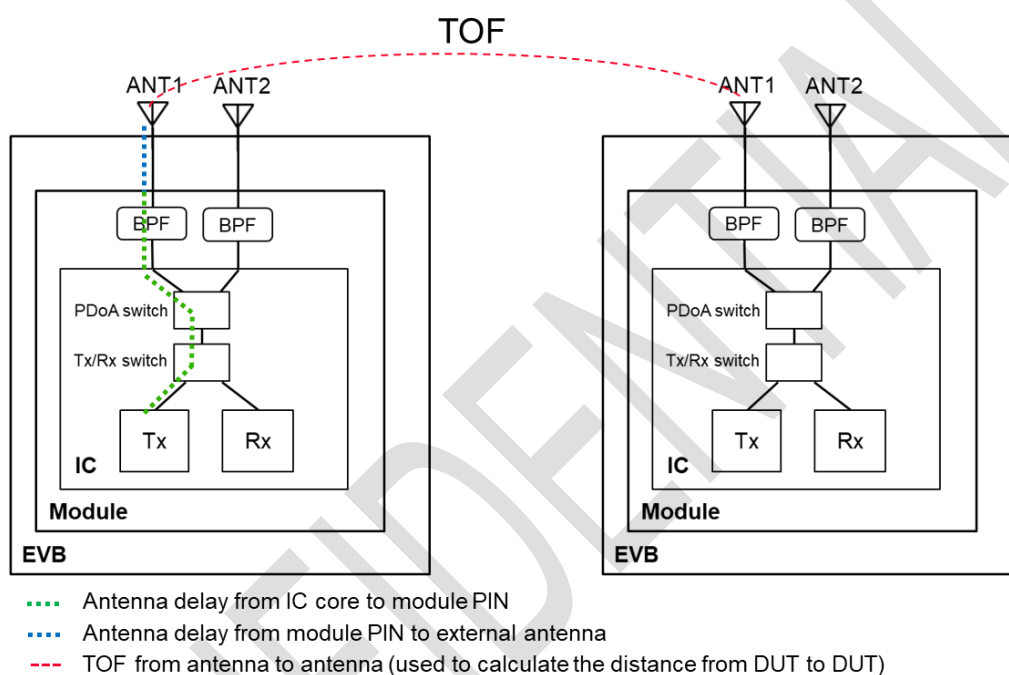 TOF
ANT1 ANT2 ANT1 ANT2
BPF BPF BPF BPF
PDoA switch PDoA switch
Tx/Rx switch Tx/Rx switch
Tx Rx Tx Rx
IC IC
Module Module
EVB EVB
Antenna delay from IC core to module PIN
Antenna delay from module PIN to external antenna
TOF from antenna to antenna (used to calculate the distance from DUT to DUT)